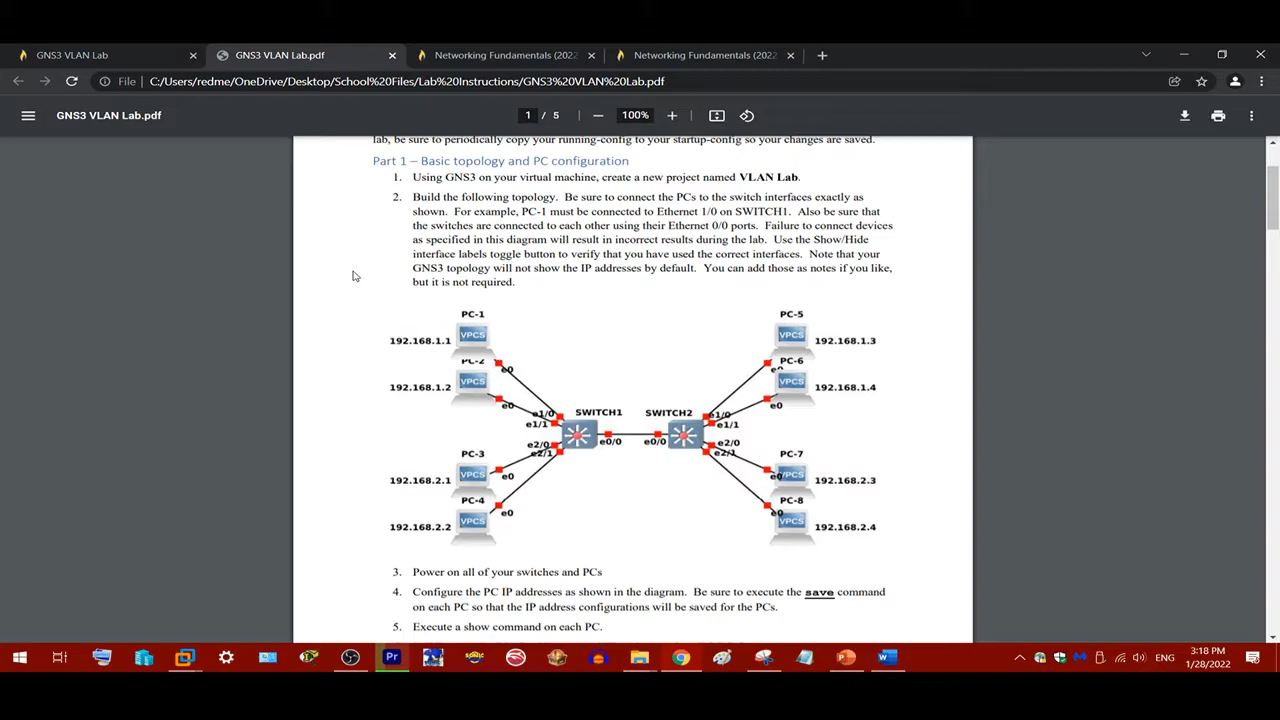 GNS3 VLAN Lab
GNS3 VLAN Lab.pdf
Networking Fundamentals (2022
Networking Fundamentals (2022
File
C:/Users/redme/OneDrive/Desktop/School%20Files/Lab%20Instructions/GNS3%20VLAN%20Lab.pdf
GNS3 VLAN Lab.pdf
1 / 5
100%
lab, be sure to periodically copy your running-config to your startup-config so your changes are saved.
Part 1 – Basic topology and PC configuration
1. Using GNS3 on your virtual machine, create a new project named VLAN Lab.
2. Build the following topology. Be sure to connect the PCs to the switch interfaces exactly as
shown. For example, PC-1 must be connected to Ethernet 1/0 on SWITCH1. Also be sure that
the switches are connected to each other using their Ethernet 0/0 ports. Failure to connect devices
as specified in this diagram will result in incorrect results during the lab. Use the Show/Hide
interface labels toggle button to verify that you have used the correct interfaces. Note that your
GNS3 topology will not show the IP addresses by default. You can add those as notes if you like,
but it is not required.
PC-1
PC-5
VPCS
VPCS
192.168.1.1
192.168.1.3
PC-2
PC-6
e0
e0
VPCS
VPCS
192.168.1.2
192.168.1.4
e0
e0
e1/0
SWITCH1
SWITCH2
e1/0
e1/1
e1/1
e0/0
e0/0
e2/0
e2/0
e2/1
e2/1
PC-3
PC-7
VPCS
VPCS
e0
e0
192.168.2.1
192.168.2.3
PC-4
PC-8
e0
e0
VPCS
VPCS
192.168.2.2
192.168.2.4
3. Power on all of your switches and PCs
4. Configure the PC IP addresses as shown in the diagram. Be sure to execute the save command
on each PC so that the IP address configurations will be saved for the PCs.
5. Execute a show command on each PC.
Pr
ENG
3:18 PM
1/28/2022